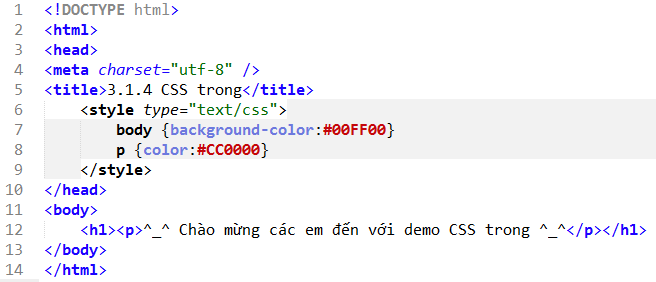 1 <!DOCTYPE html>
2 <html>
3 <head>
4 <meta charset="utf-8" />
5 <title>3.1.4 CSS trong</title>
6     <style type="text/css">
7         body {background-color:#00FF00}
8         p {color:#CC0000}
9     </style>
10 </head>
11 <body>
12     <h1><p>^_^ Chào mừng các em đến với demo CSS trong ^_^</p></h1>
13 </body>
14 </html>